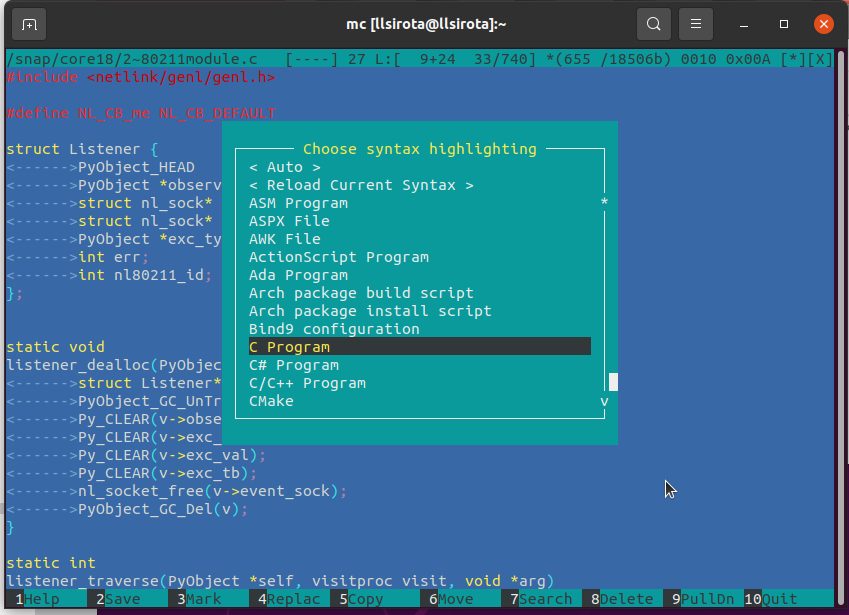 mc [llsirota@llsirota]:~
/snap/core18/2~80211module.c [----] 27 L:[ 9+24 33/740] *(655 /18506b) 0010 0x00A [*][X]
#include <netlink/genl/genl.h>
#define NL_CB_me NL_CB_DEFAULT
struct Listener {
<------>PyObject_HEAD
<------>PyObject *observ
<------>struct nl_sock*
<------>struct nl_sock*
<------>PyObject *exc_ty
<------>int err;
<------>int nl80211_id;
};
static void
listener_dealloc(PyObjec
<------>struct Listener*
<------>PyObject_GC_UnTr
<------>Py_CLEAR(v->obse
<------>Py_CLEAR(v->exc_
<------>Py_CLEAR(v->exc_val);
<------>Py_CLEAR(v->exc_tb);
<------>nl_socket_free(v->event_sock);
<------>PyObject_GC_Del(v);
}
static int
listener_traverse(PyObject *self, visitproc visit, void *arg)
Choose syntax highlighting
< Auto >
< Reload Current Syntax >
ASM Program *
ASPX File
AWK File
ActionScript Program
Ada Program
Arch package build script
Arch package install script
Bind9 configuration
C Program
C# Program
C/C++ Program
CMake v
1Help 2Save 3Mark 4Replac 5Copy 6Move 7Search 8Delete 9PullDn 10Quit